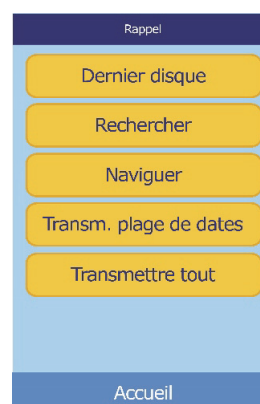 Rappel
Dernier disque
Rechercher
Naviguer
Transm. plage de dates
Transmettre tout
Accueil